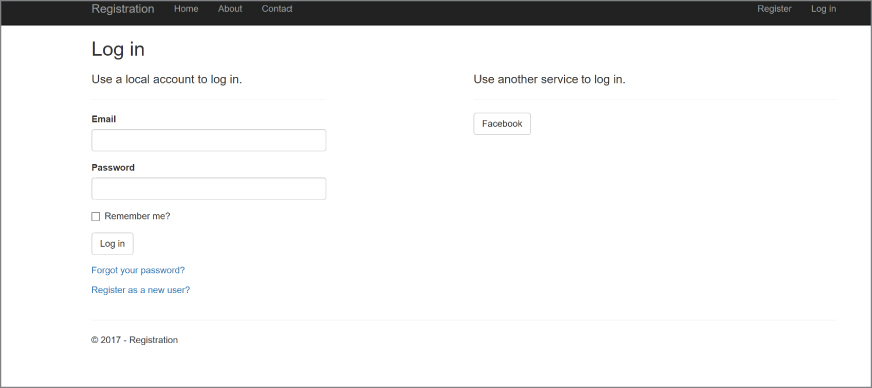 Registration Home About Contact Register Log in
Log in
Use a local account to log in.
Use another service to log in.
Email
Facebook
Password
Remember me?
Log in
Forgot your password?
Register as a new user?
© 2017 - Registration